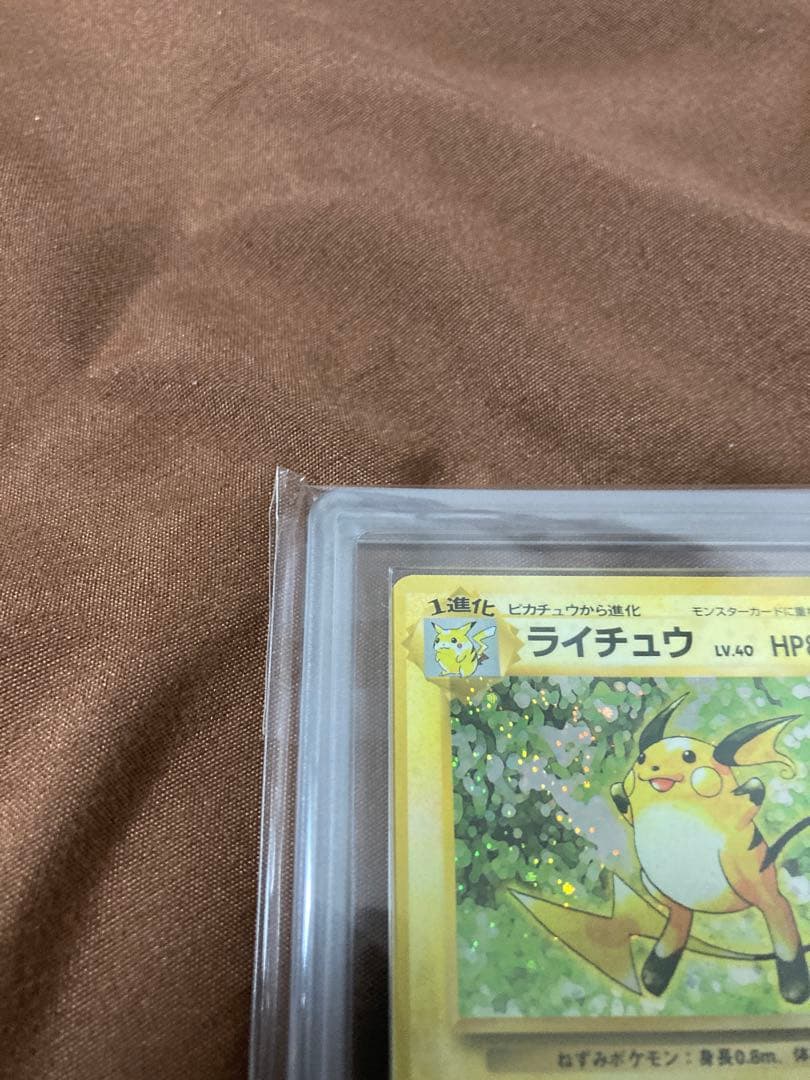 1進化 ピカチュウから進化 モンスターカードに重
ライチュウ LV.40 HP8
ねずみポケモン：身長0.8m、体